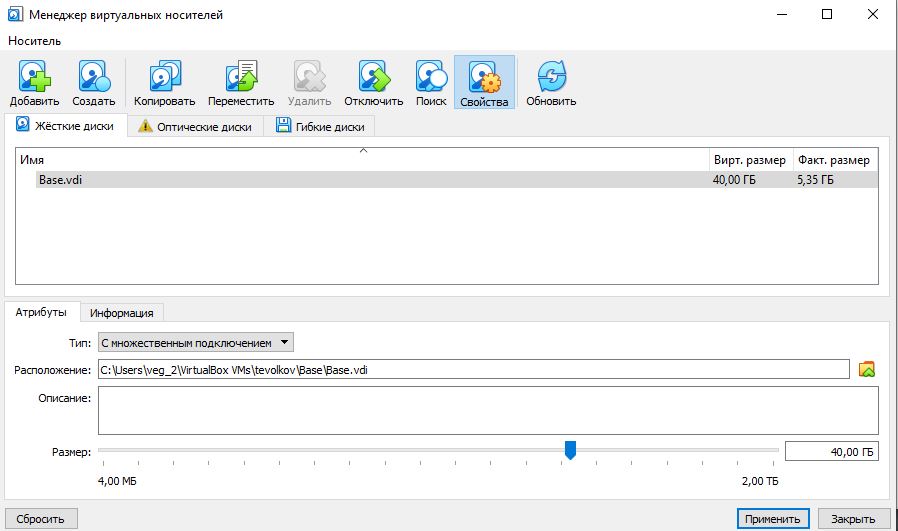 Менеджер виртуальных носителей
Носитель
Добавить Создать Копировать Переместить Удалить Отключить Поиск Свойства Обновить
Жёсткие диски Оптические диски Гибкие диски
Имя Вирт. размер Факт. размер
Base.vdi 40,00 ГБ 5,35 ГБ
Атрибуты Информация
Тип: С множественным подключением
Расположение: C:\Users\veg_2\VirtualBox VMs\tevolkov\Base\Base.vdi
Описание:
Размер: 40,00 ГБ
4,00 МБ 2,00 ТБ
Сбросить Применить Закрыть